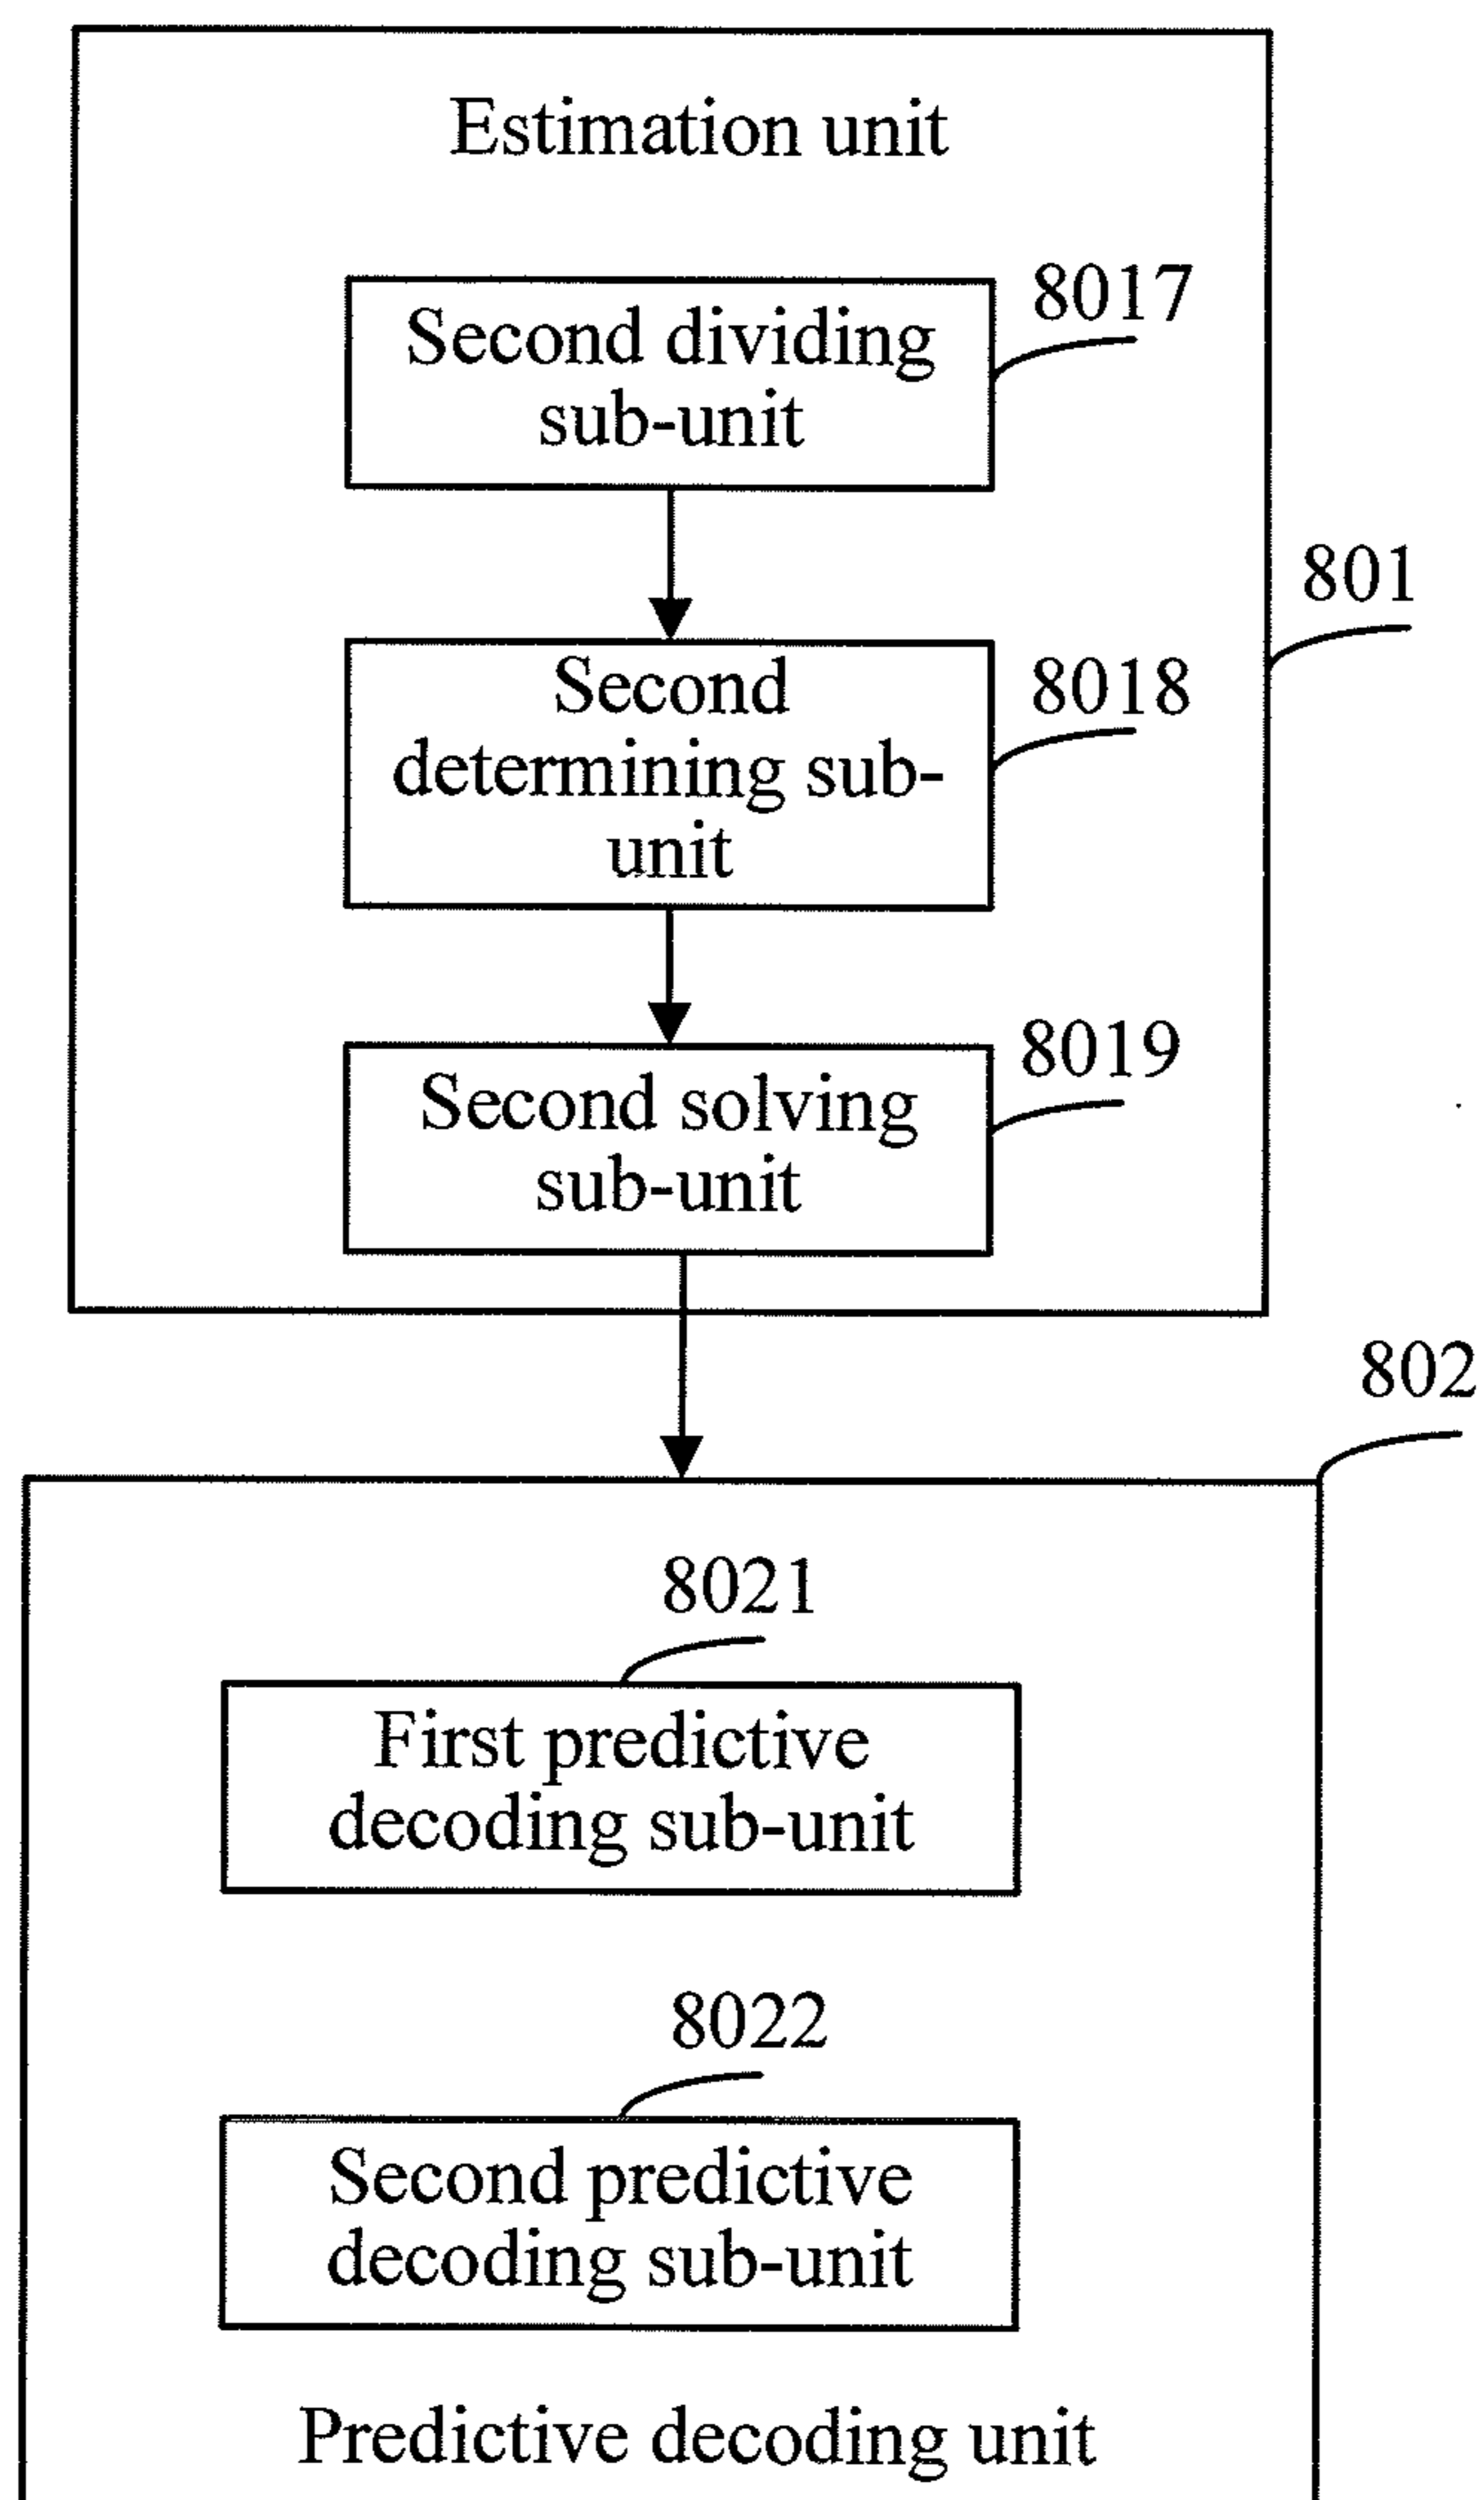 Estimation unit
8017
Second dividing
sub-unit
801
8018
Second
determining sub-
unit
8019
Second solving
sub-unit
802
8021
First predictive
decoding sub-unit
8022
Second predictive
decoding sub-unit
Predictive decoding unit